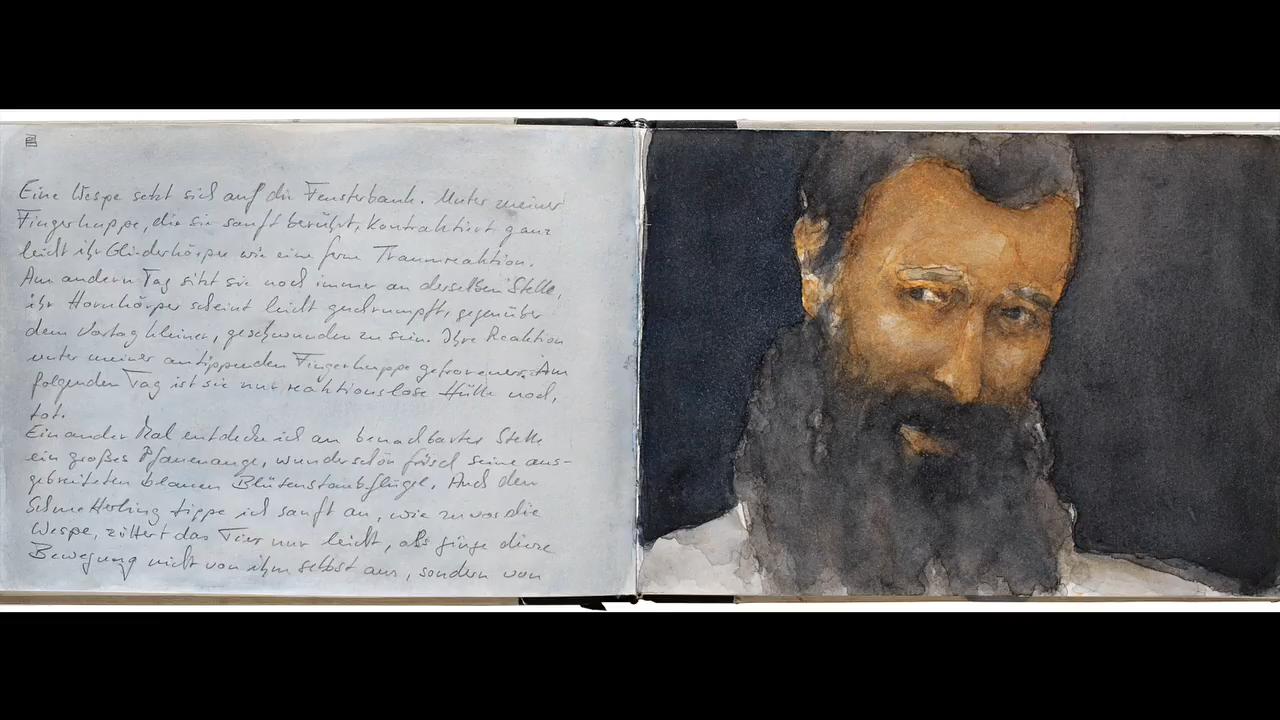 Eine Wespe setzt sich auf die Fensterbank. Unter meiner
Fingerkuppe, die sie sanft berührt, kontrahiert ganz
leicht ihr Gliederkörper wie eine ferne Traumreaktion.
Am andern Tag sitzt sie noch immer an derselben Stelle,
ihr Hornkörper scheint leicht geschrumpft, gegenüber
dem Vortag kleiner, geschwunden zu sein. Ihre Reaktion
unter meiner antippenden Fingerkuppe gefrorener. Am
folgenden Tag ist sie nur reaktionslose Hülle noch,
tot.
Ein ander Mal entdecke ich an benachbarter Stelle
ein großes Pfauenauge, wunderschön frisch seine aus-
gebreiteten blauen Blütenstaubflügel. Auch den
Schmetterling tippe ich sanft an, wie zuvor die
Wespe, zittert das Tier nur leicht, als ginge diese
Bewegung nicht von ihm selbst aus, sondern von